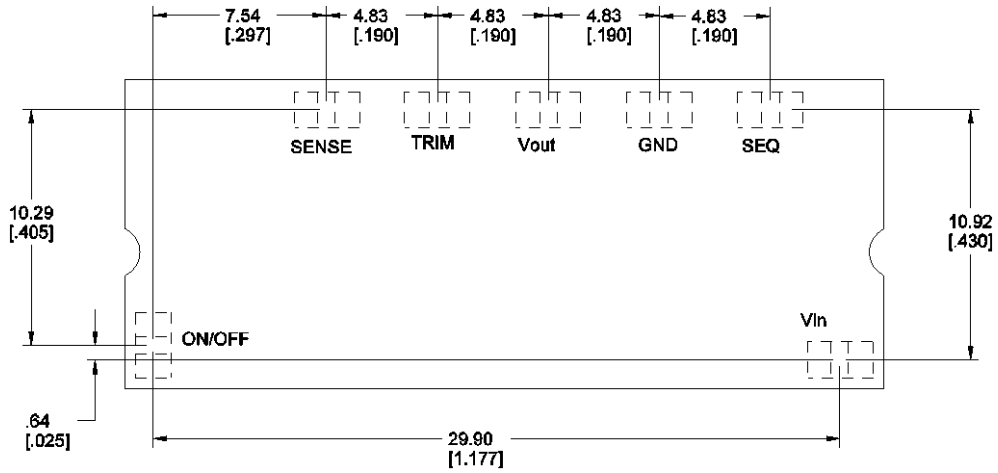 7.54
[.297]
4.83
[.190]
4.83
[.190]
4.83
[.190]
4.83
[.190]
SENSE
TRIM
Vout
GND
SEQ
10.29
[.405]
10.92
[.430]
ON/OFF
VIn
.64
[.025]
29.90
[1.177]